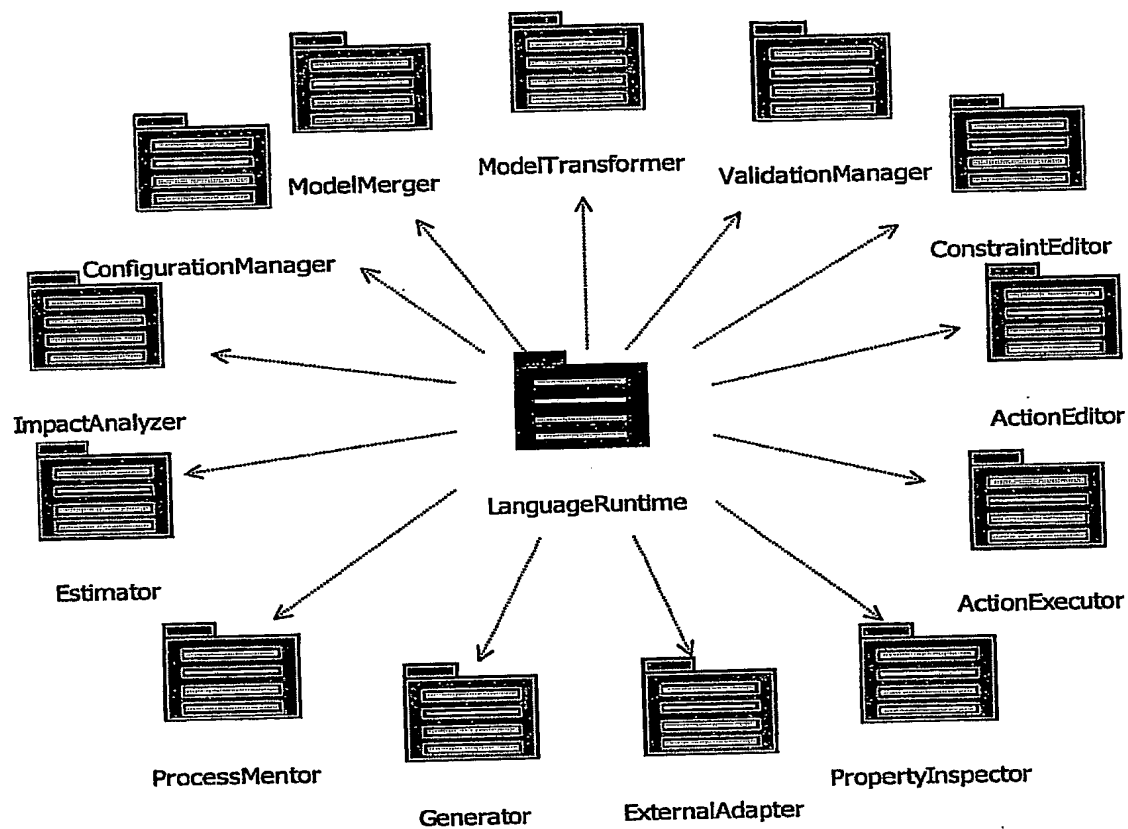 ModelTransformer
ModelMerger
ValidationManager
ConfigurationManager
ConstraintEditor
ImpactAnalyzer
ActionEditor
LanguageRuntime
Estimator
ActionExecutor
ProcessMentor
PropertyInspector
Generator
ExternalAdapter